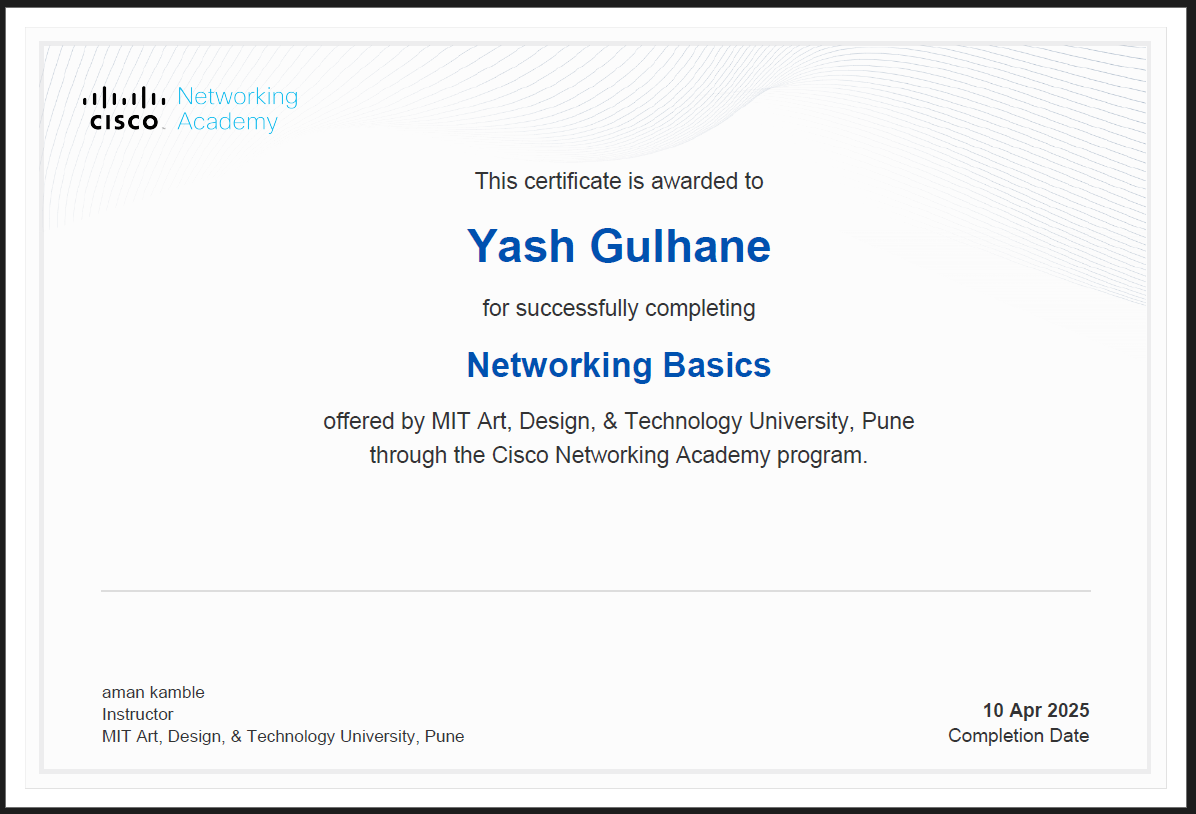 Networking
CISCO Academy
This certificate is awarded to
Yash Gulhane
for successfully completing
Networking Basics
offered by MIT Art, Design, & Technology University, Pune
through the Cisco Networking Academy program.
aman kamble
Instructor
MIT Art, Design, & Technology University, Pune
10 Apr 2025
Completion Date